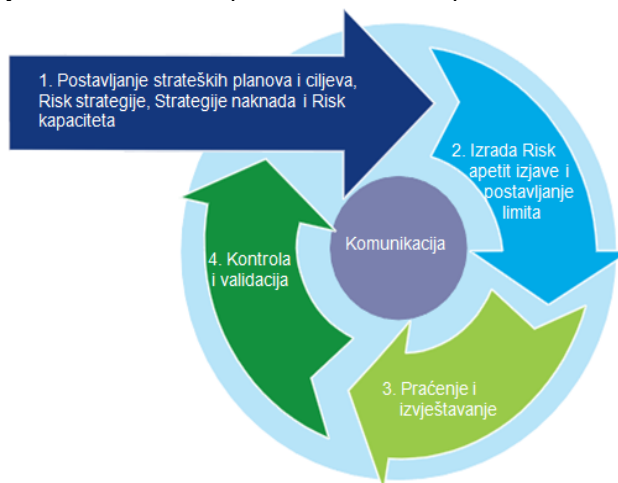 1. Postavljanje strateških planova i ciljeva,
Risk strategije, Strategije naknada i Risk
kapaciteta
2. Izrada Risk
apetit izjave i
postavljanje
limita
Komunikacija
4. Kontrola
i validacija
3. Praćenje i
izvještavanje